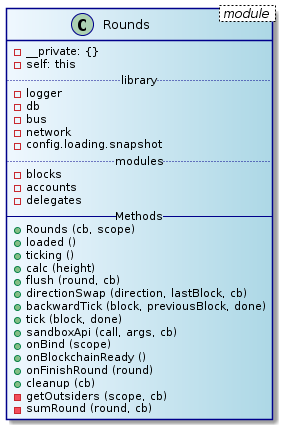 module
C Rounds
__private: {}
self: this
library
logger
db
bus
network
config.loading.snapshot
modules
blocks
accounts
delegates
Methods
Rounds (cb, scope)
loaded ()
ticking ()
calc (height)
flush (round, cb)
directionSwap (direction, lastBlock, cb)
backwardTick (block, previousBlock, done)
tick (block, done)
sandboxApi (call, args, cb)
onBind (scope)
onBlockchainReady ()
onFinishRound (round)
cleanup (cb)
getOutsiders (scope, cb)
sumRound (round, cb)